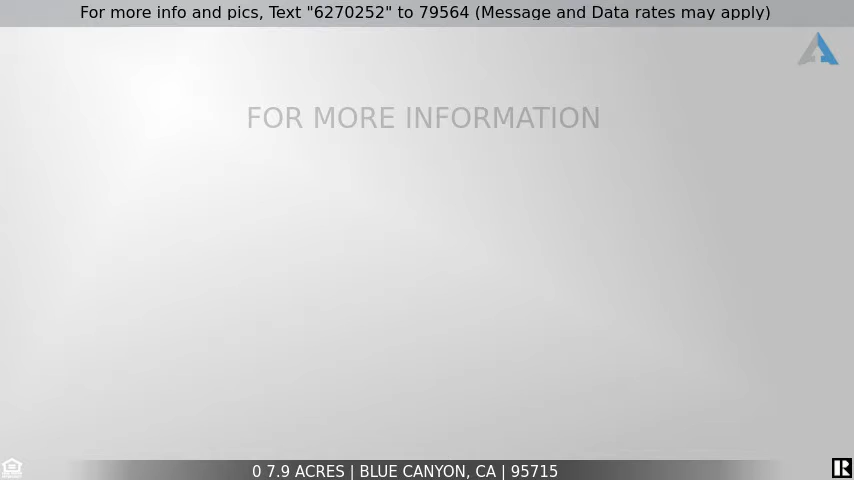 For more info and pics, Text "6270252" to 79564 (Message and Data rates may apply)
FOR MORE INFORMATION
0 7.9 ACRES | BLUE CANYON, CA | 95715